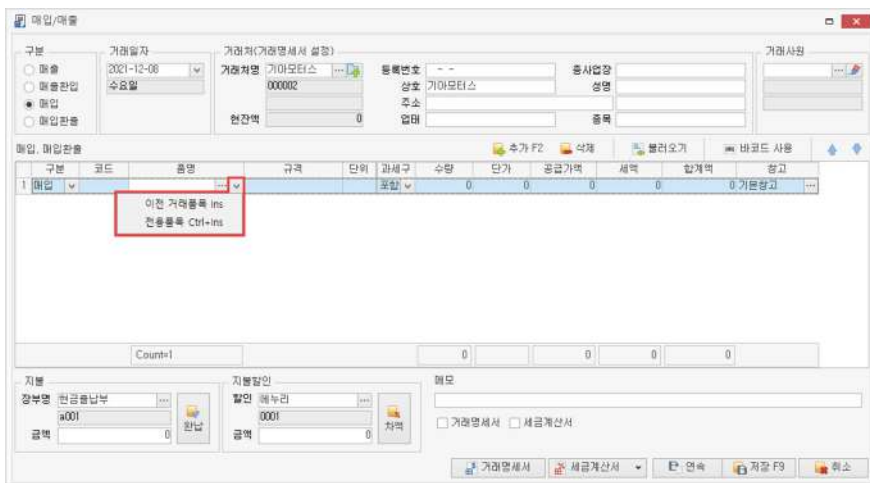 매입/매출
구분 거래일자 거래처(거래명세서 설정) 거래사원
매출 2021-12-08 거래처명 기아모터스 등록번호 - - 종사업장
매출환입 수요일 000002 상호 기아모터스 성명
매입 주소
매입환출 현잔액 0 업태 종목
매입, 매입환출 추가 F2 삭제 불러오기 바코드 사용
구분 코드 품명 규격 단위 과세구 수량 단가 공급가액 세액 합계액 창고
1 매입 포함 0 0 0 0 0 기본창고
이전 거래품목 Ins
전용품목 Ctrl+Ins
Count=1 0 0 0 0
지불 지불할인 메모
장부명 현금출납부 할인 에누리
a001 완납 0001 차액 거래명세서 세금계산서
금액 0 금액 0
거래명세서 세금계산서 연속 저장 F9 취소